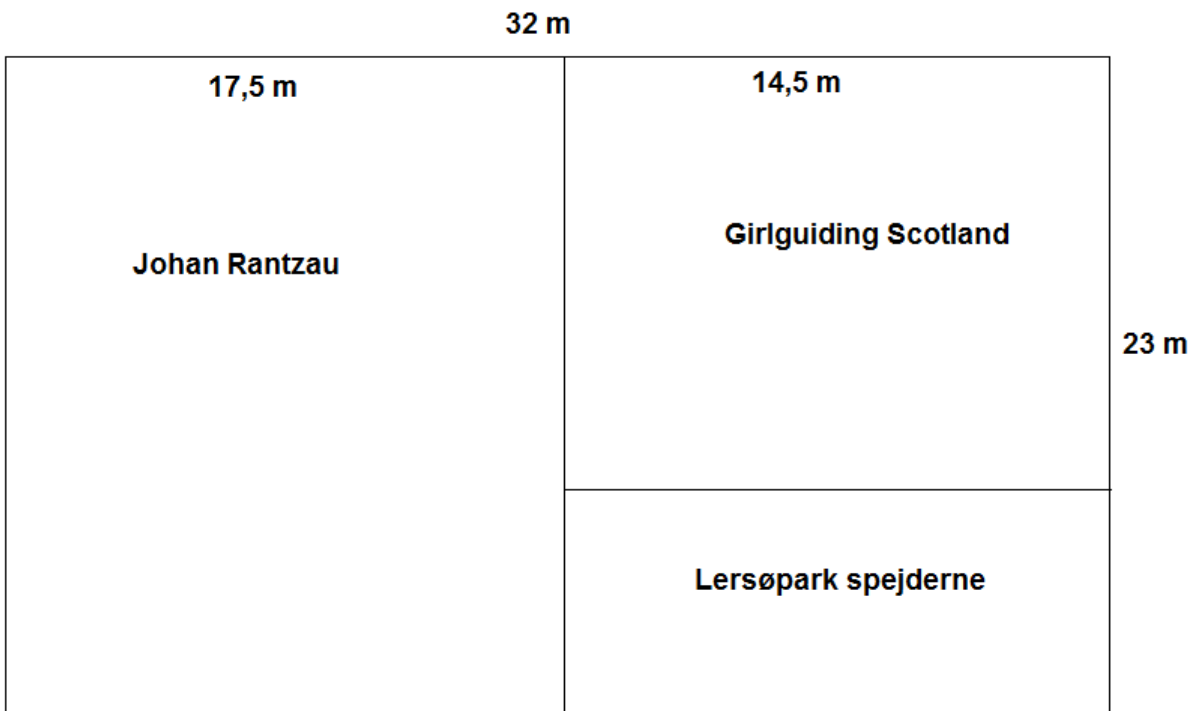 32 m
17,5 m
14,5 m
Girlguiding Scotland
Johan Rantzau
23 m
Lersøpark spejderne